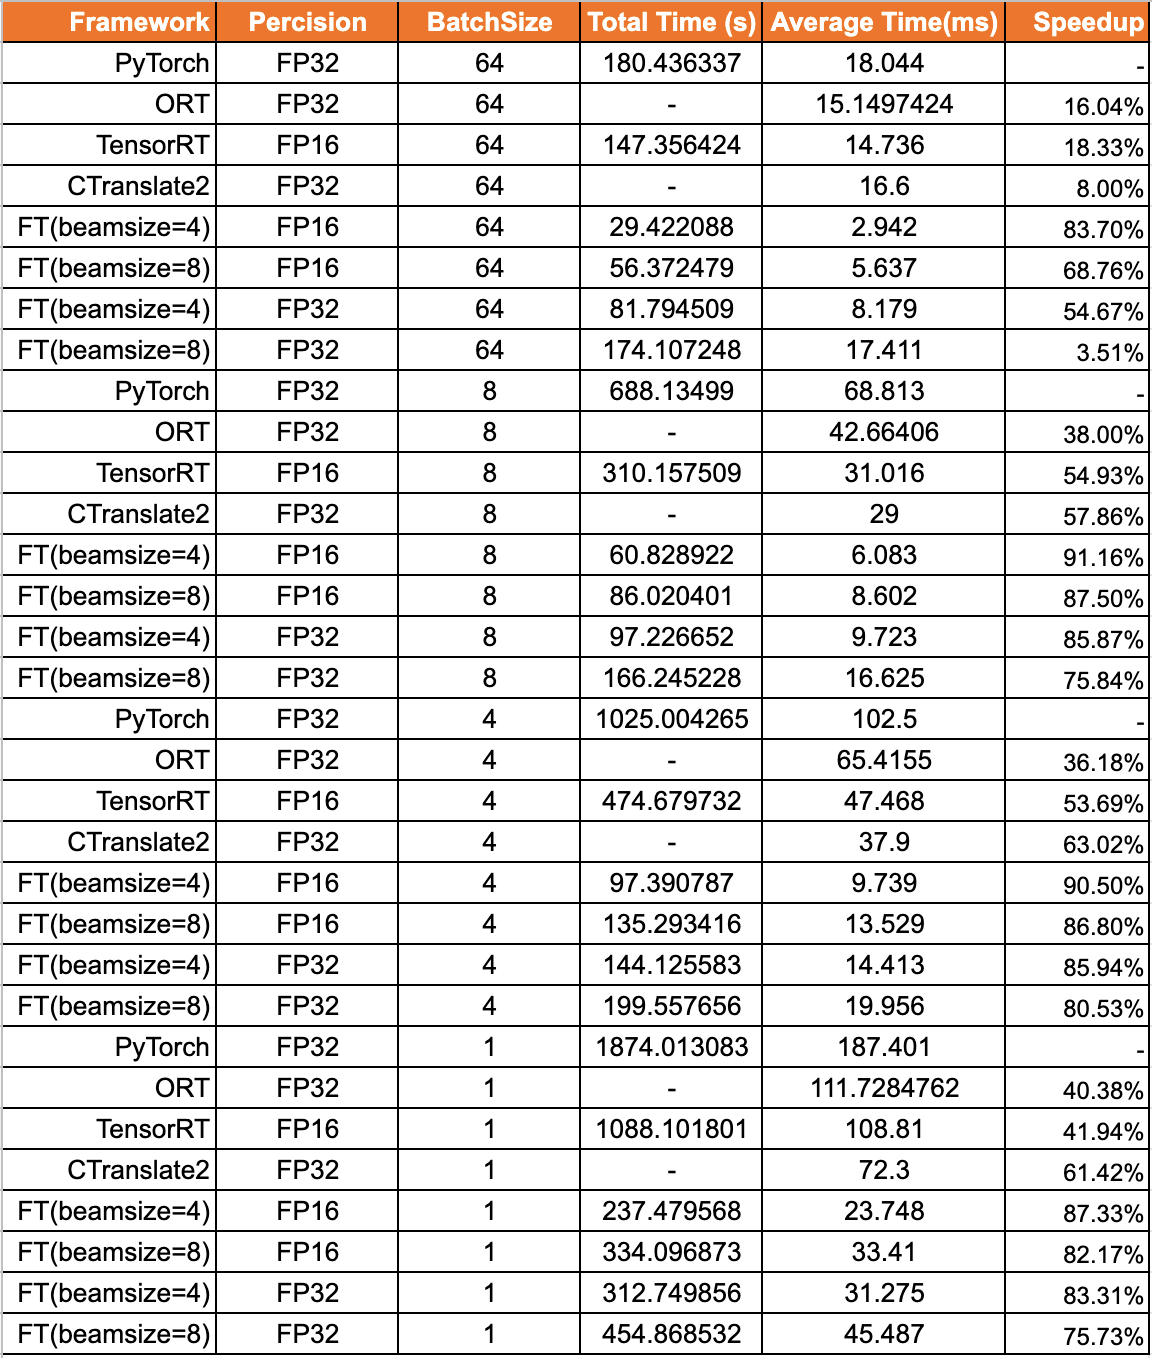 Framework Percision BatchSize Total Time (s) Average Time(ms) Speedup
PyTorch FP32 64 180.436337 18.044 -
ORT FP32 64 - 15.1497424 16.04%
TensorRT FP16 64 147.356424 14.736 18.33%
CTranslate2 FP32 64 - 16.6 8.00%
FT(beamsize=4) FP16 64 29.422088 2.942 83.70%
FT(beamsize=8) FP16 64 56.372479 5.637 68.76%
FT(beamsize=4) FP32 64 81.794509 8.179 54.67%
FT(beamsize=8) FP32 64 174.107248 17.411 3.51%
PyTorch FP32 8 688.13499 68.813 -
ORT FP32 8 - 42.66406 38.00%
TensorRT FP16 8 310.157509 31.016 54.93%
CTranslate2 FP32 8 - 29 57.86%
FT(beamsize=4) FP16 8 60.828922 6.083 91.16%
FT(beamsize=8) FP16 8 86.020401 8.602 87.50%
FT(beamsize=4) FP32 8 97.226652 9.723 85.87%
FT(beamsize=8) FP32 8 166.245228 16.625 75.84%
PyTorch FP32 4 1025.004265 102.5 -
ORT FP32 4 - 65.4155 36.18%
TensorRT FP16 4 474.679732 47.468 53.69%
CTranslate2 FP32 4 - 37.9 63.02%
FT(beamsize=4) FP16 4 97.390787 9.739 90.50%
FT(beamsize=8) FP16 4 135.293416 13.529 86.80%
FT(beamsize=4) FP32 4 144.125583 14.413 85.94%
FT(beamsize=8) FP32 4 199.557656 19.956 80.53%
PyTorch FP32 1 1874.013083 187.401 -
ORT FP32 1 - 111.7284762 40.38%
TensorRT FP16 1 1088.101801 108.81 41.94%
CTranslate2 FP32 1 - 72.3 61.42%
FT(beamsize=4) FP16 1 237.479568 23.748 87.33%
FT(beamsize=8) FP16 1 334.096873 33.41 82.17%
FT(beamsize=4) FP32 1 312.749856 31.275 83.31%
FT(beamsize=8) FP32 1 454.868532 45.487 75.73%